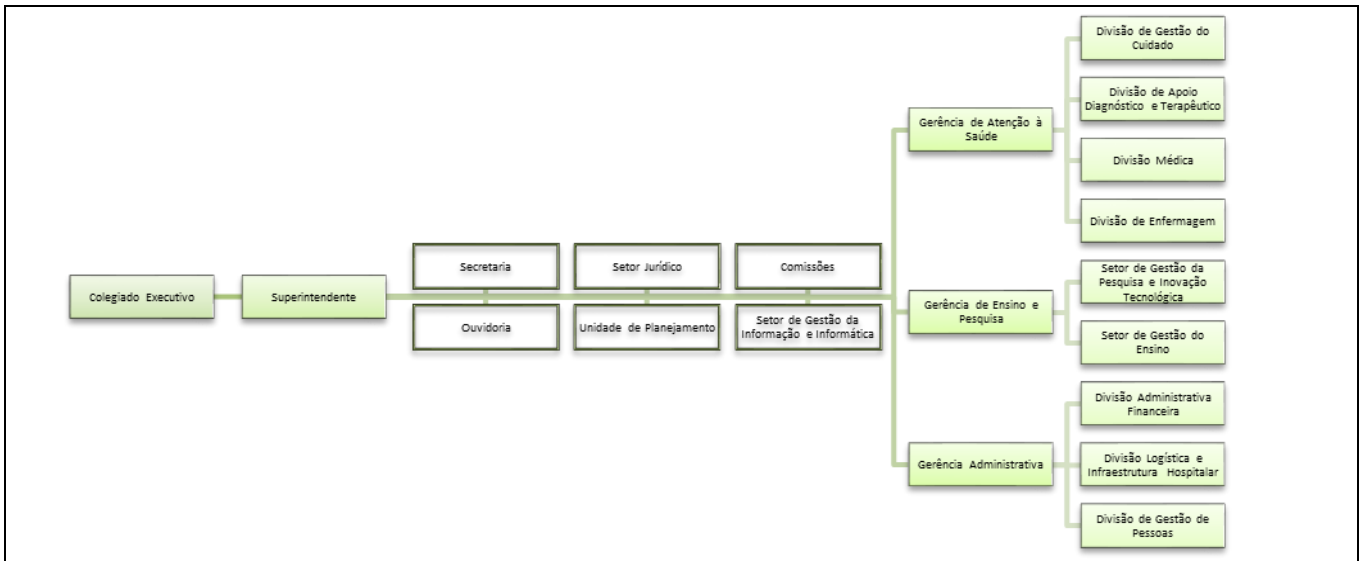 Colegiado Executivo
Superintendente
Secretaria
Setor Jurídico
Comissões
Ouvidoria
Unidade de Planejamento
Setor de Gestão da
Informação e Informática
Gerência de Atenção à
Saúde
Divisão de Gestão do
Cuidado
Divisão de Apoio
Diagnóstico e Terapêutico
Divisão Médica
Divisão de Enfermagem
Gerência de Ensino e
Pesquisa
Setor de Gestão da
Pesquisa e Inovação
Tecnológica
Setor de Gestão do
Ensino
Gerência Administrativa
Divisão Administrativa
Financeira
Divisão Logística e
Infraestrutura Hospitalar
Divisão de Gestão de
Pessoas